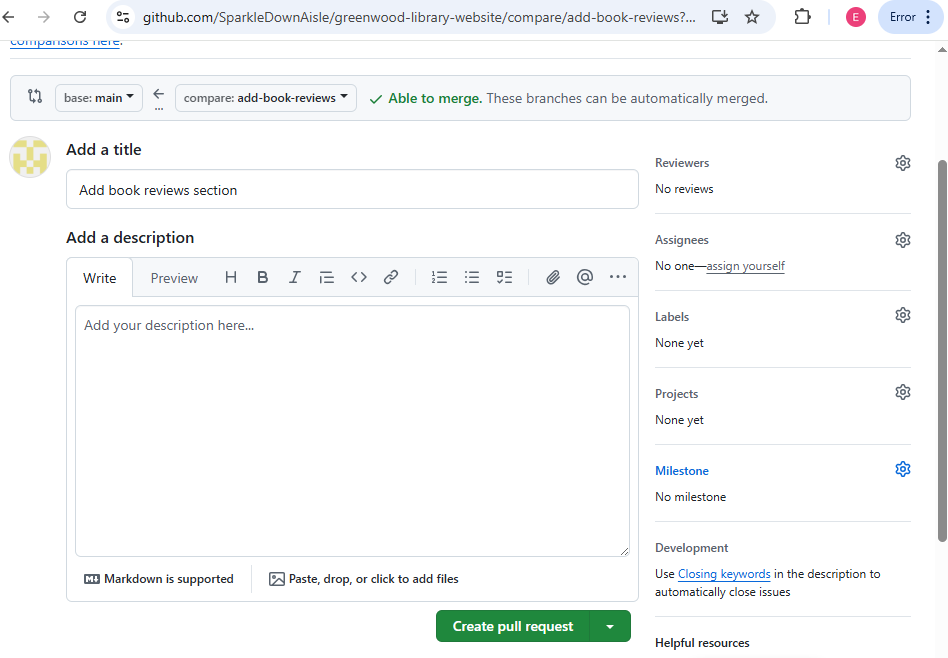 github.com/SparkleDownAisle/greenwood-library-website/compare/add-book-reviews?...
E
Error
comparisons here.
base: main
...
compare: add-book-reviews
Able to merge. These branches can be automatically merged.
Add a title
Add book reviews section
Add a description
Write
Preview
H
B
I
Add your description here...
Markdown is supported
Paste, drop, or click to add files
Create pull request
Reviewers
No reviews
Assignees
No one—assign yourself
Labels
None yet
Projects
None yet
Milestone
No milestone
Development
Use Closing keywords in the description to
automatically close issues
Helpful resources